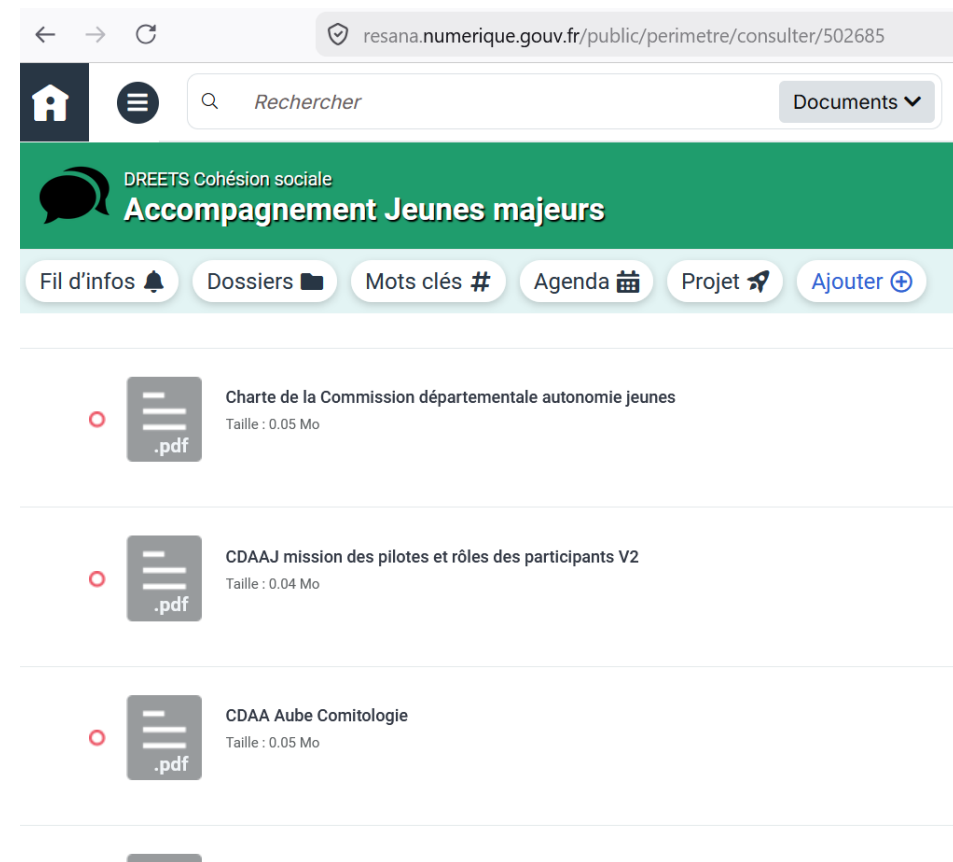 resana.numerique.gouv.fr/public/perimetre/consulter/502685
Rechercher
Documents
DREETS Cohésion sociale
Accompagnement Jeunes majeurs
Fil d’infos Dossiers Mots clés # Agenda Projet Ajouter
Charte de la Commission départementale autonomie jeunes
Taille : 0.05 Mo
.pdf
CDAAJ mission des pilotes et rôles des participants V2
Taille : 0.04 Mo
.pdf
CDAA Aube Comitologie
Taille : 0.05 Mo
.pdf